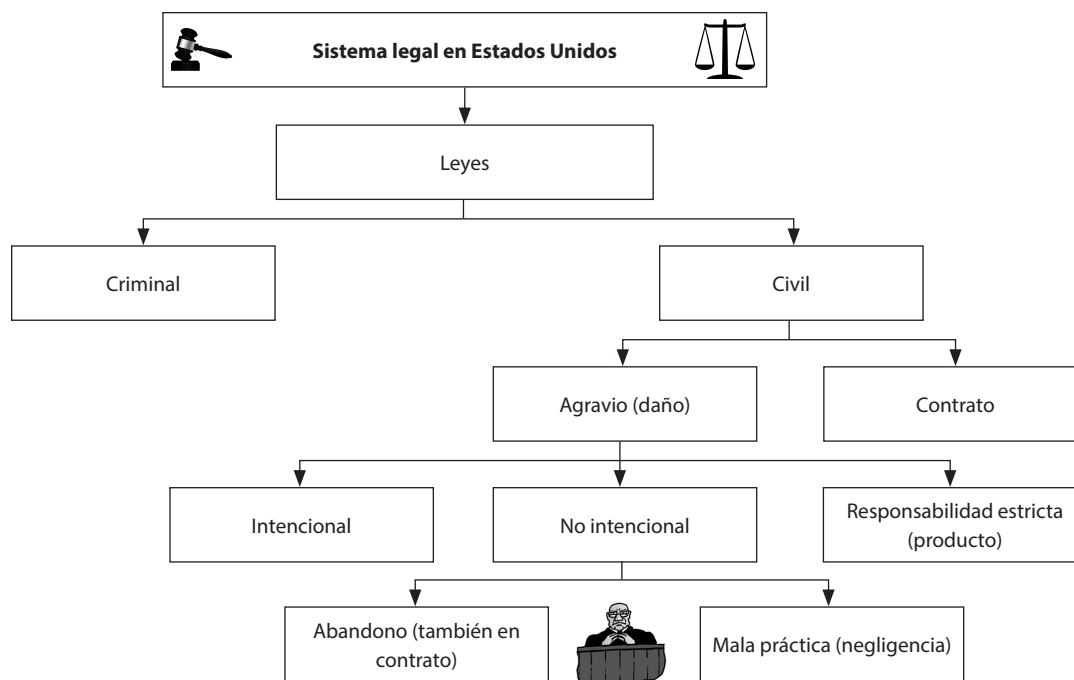 Sistema legal en Estados Unidos
Leyes
Criminal
Civil
Agravio (daño)
Contrato
Intencional
No intencional
Responsabilidad estricta
(producto)
Abandono (también en
contrato)
Mala práctica (negligencia)